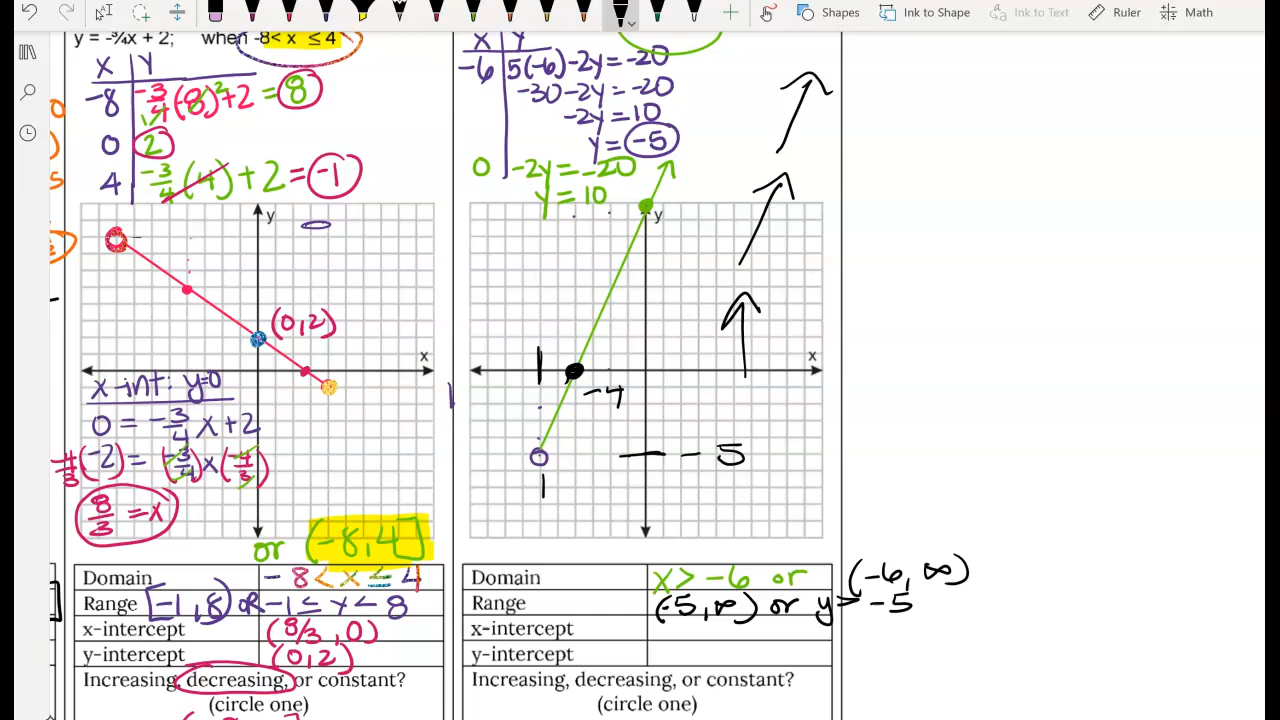 Shapes Ink to Shape Ink to Text Ruler Math
y = -¾x + 2; when -8 < x ≤ 4
X Y
-8 -3/4(-8)+2 = 8
0 2
4 -3/4(4)+2 = -1
y
(0,2)
x
x-int: y=0
0 = -3/4 x + 2
-4/3(-2) = (-3/4)x(-4/3)
8/3 = x
or (-8,4]
Domain -8 < x ≤ 4
Range [-1,8) or -1 ≤ y < 8
x-intercept (8/3, 0)
y-intercept (0,2)
Increasing, decreasing, or constant?
(circle one)
X Y
-6 5(-6)-2y=-20
-30-2y=-20
-2y=10
y=-5
0 -2y=-20
y=10
y
x
-4
-5
Domain x > -6 or (-6, ∞)
Range (-5,∞) or y > -5
x-intercept
y-intercept
Increasing, decreasing, or constant?
(circle one)